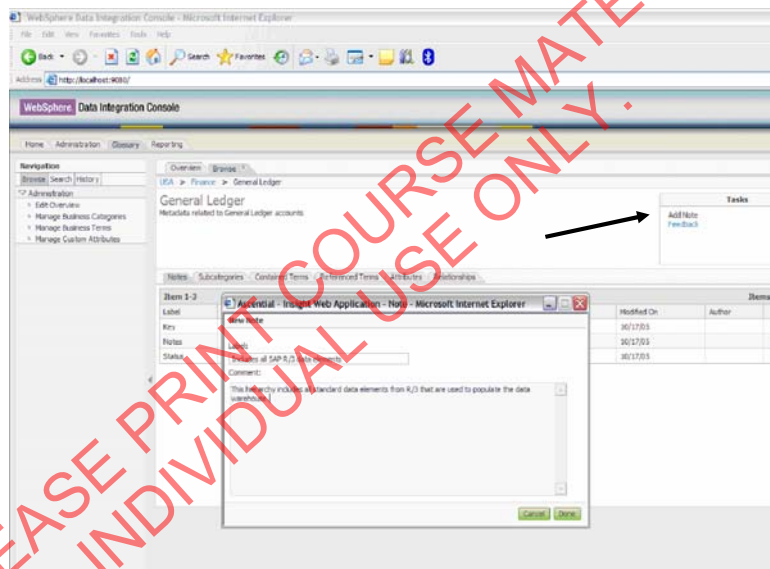 WebSphere Data Integration Console - Microsoft Internet Explorer
File Edit View Favorites Tools Help
Back Search Favorites
Address http://localhost:9080/
WebSphere. Data Integration Console
Home Administration Glossary Reporting
Navigation
Browse Search History
Administration
Edit Overview
Manage Business Categories
Manage Business Terms
Manage Custom Attributes
Overview Browse
USA > Finance > General Ledger
General Ledger
Metadata related to General Ledger accounts
Tasks
Add Note
Feedback
Notes Subcategories Contained Terms Referenced Terms Attributes Relationships
Item 1-3 Items
Label Modified On Author
Key 10/17/05
Notes 10/17/05
Status 10/17/05
Ascential - Insight Web Application - Note - Microsoft Internet Explorer
New Note
Label:
Includes all SAP R/3 data elements
Comment:
This hierarchy includes all standard data elements from R/3 that are used to populate the data
warehouse.
Cancel Done
EASE PRINT COURSE MATE
INDIVIDUAL USE ONLY.